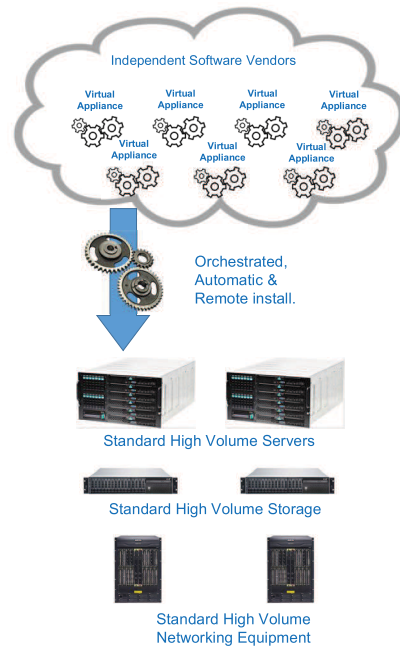 Independent Software Vendors
Virtual
Appliance
Virtual
Appliance
Virtual
Appliance
Virtual
Appliance
Virtual
Appliance
Virtual
Appliance
Virtual
Appliance
Orchestrated,
Automatic &
Remote install.
Standard High Volume Servers
Standard High Volume Storage
Standard High Volume
Networking Equipment